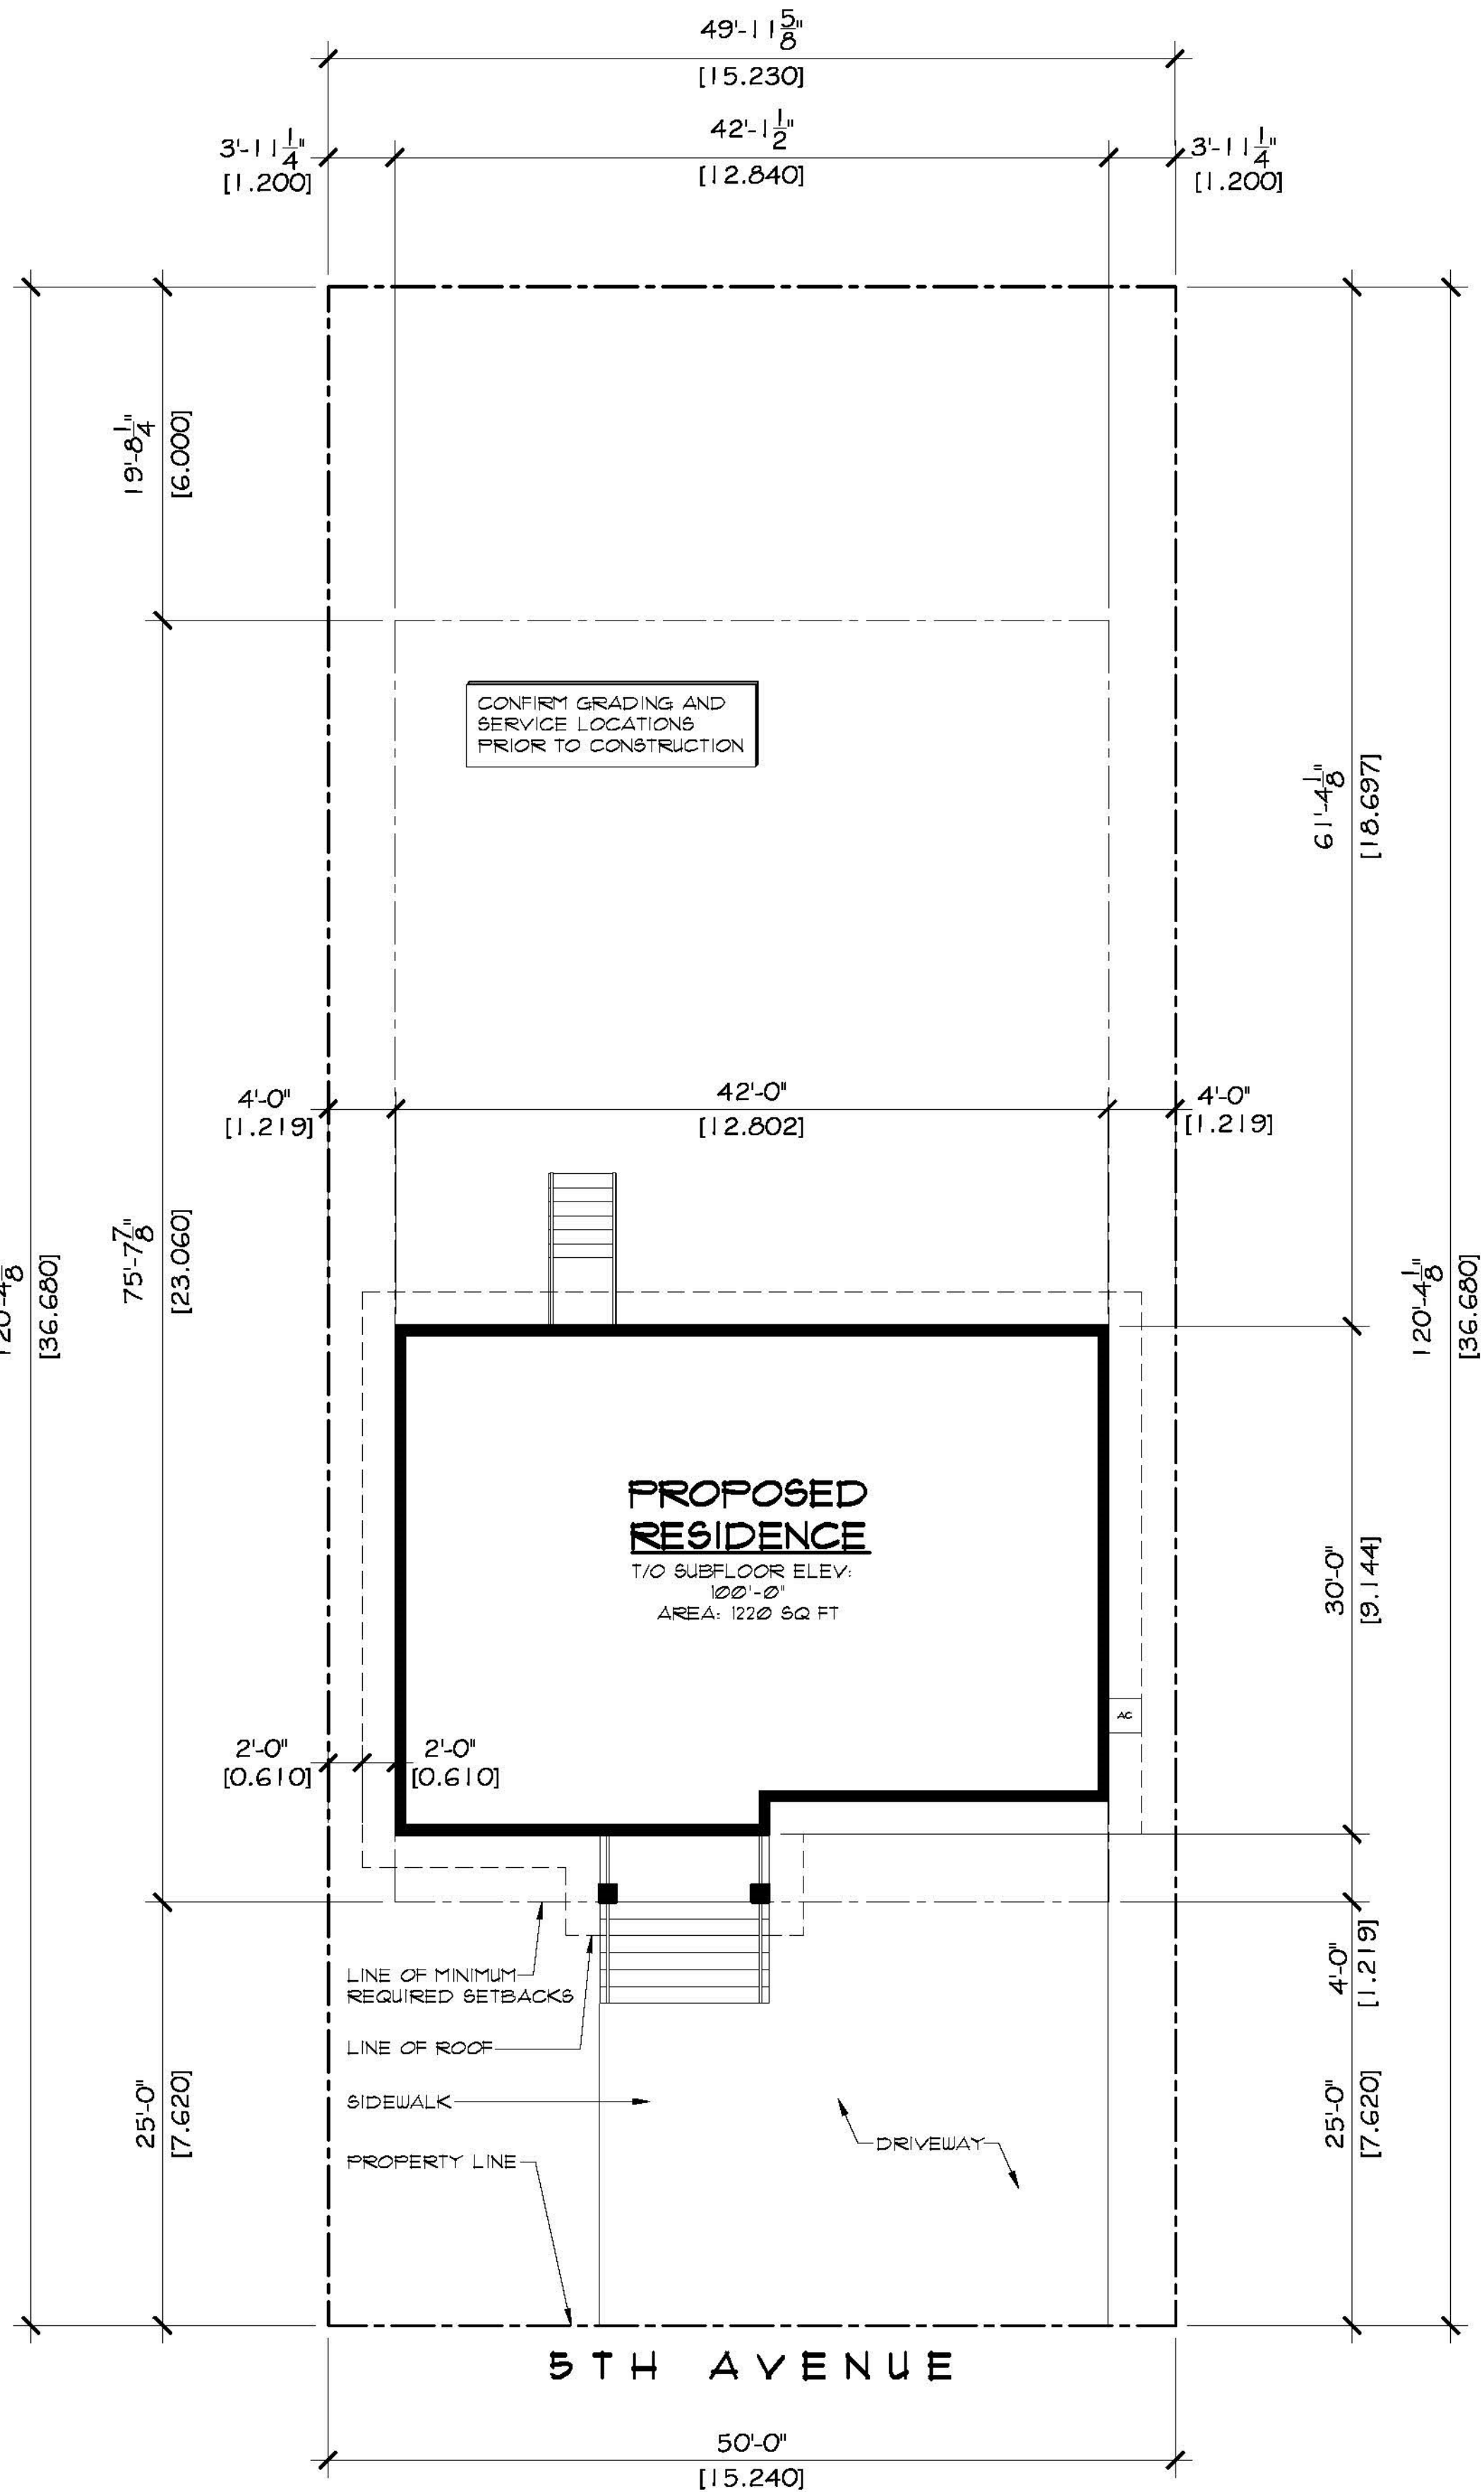 49'-11 5/8"
[15.230]
42'-1 1/2"
[12.840]
3'-11 1/4"
[1.200]
3'-11 1/4"
[1.200]
19'-8 1/4"
[6.000]
CONFIRM GRADING AND
SERVICE LOCATIONS
PRIOR TO CONSTRUCTION
61'-4 1/8"
[18.697]
4'-0"
[1.219]
42'-0"
[12.802]
4'-0"
[1.219]
75'-7 7/8"
[23.060]
[36.680]
120'-4 1/8"
[36.680]
PROPOSED
RESIDENCE
T/O SUBFLOOR ELEV:
100'-0"
AREA: 1220 SQ FT
30'-0"
[9.144]
AC
2'-0"
[0.610]
2'-0"
[0.610]
LINE OF MINIMUM
REQUIRED SETBACKS
LINE OF ROOF
SIDEWALK
PROPERTY LINE
DRIVEWAY
4'-0"
[1.219]
25'-0"
[7.620]
25'-0"
[7.620]
5TH AVENUE
50'-0"
[15.240]